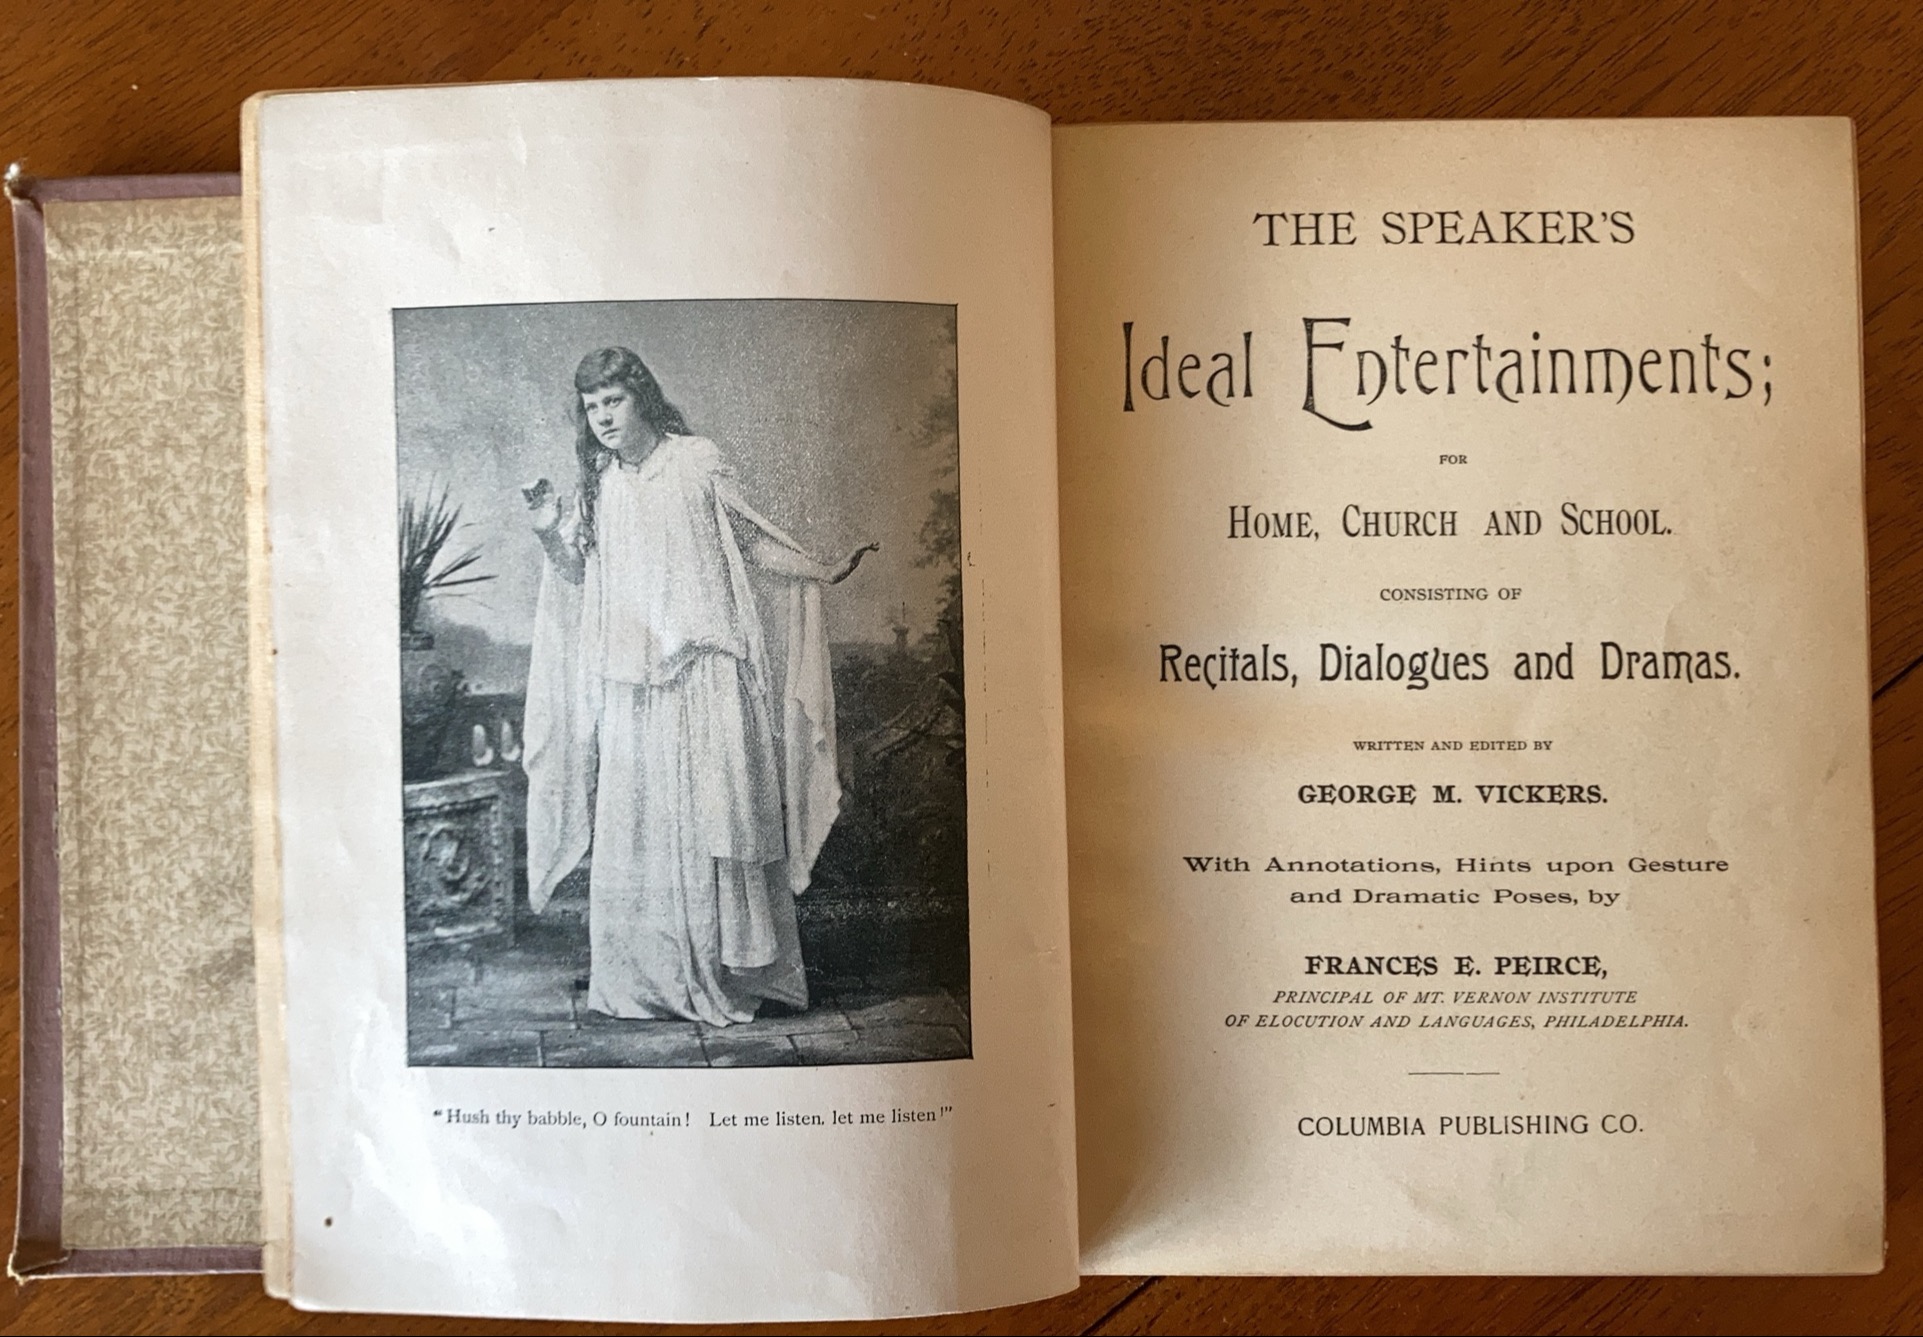 "Hush thy babble, O fountain! Let me listen, let me listen!"
THE SPEAKER'S
Ideal Entertainments;
FOR
HOME, CHURCH AND SCHOOL.
CONSISTING OF
Recitals, Dialogues and Dramas.
WRITTEN AND EDITED BY
GEORGE M. VICKERS.
With Annotations, Hints upon Gesture
and Dramatic Poses, by
FRANCES E. PEIRCE,
PRINCIPAL OF MT. VERNON INSTITUTE
OF ELOCUTION AND LANGUAGES, PHILADELPHIA.
COLUMBIA PUBLISHING CO.